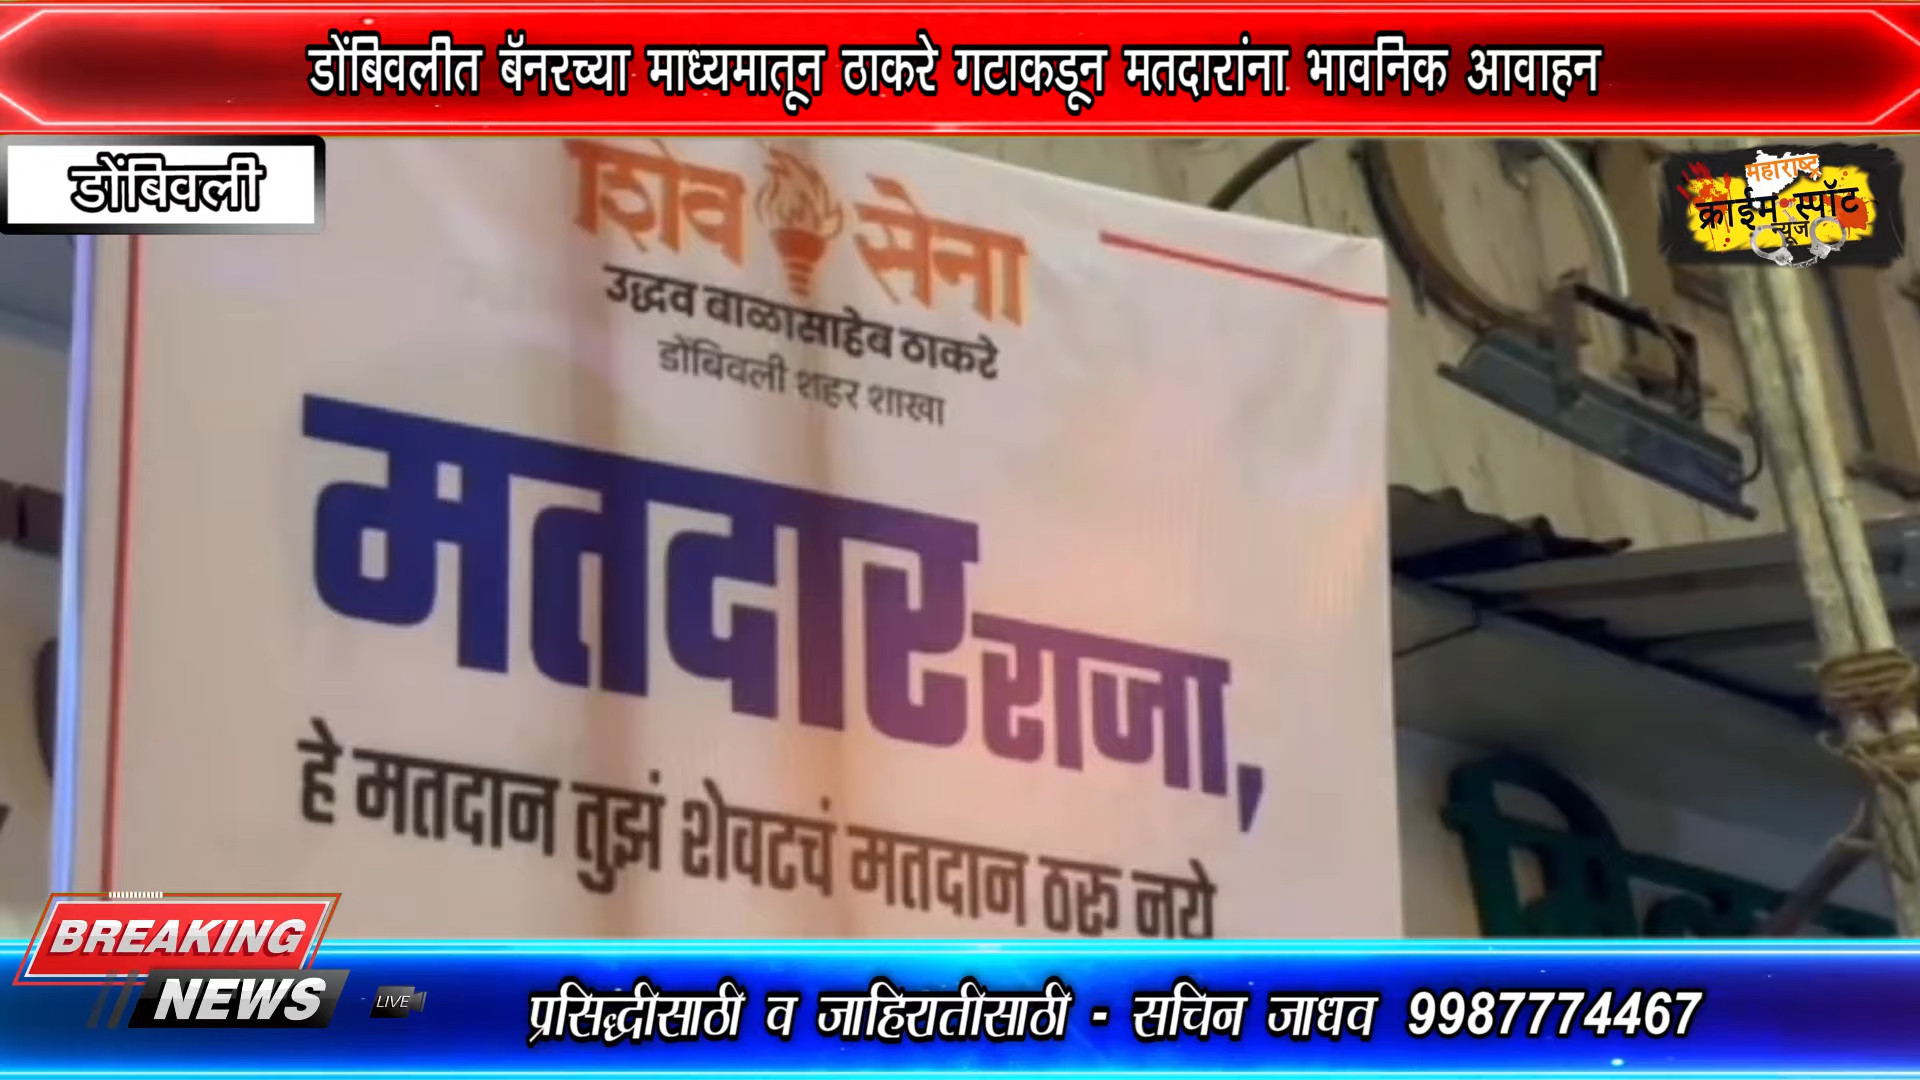 डोंबिवलीत बॅनरच्या माध्यमातून ठाकरे गटाकडून मतदारांना भावनिक आवाहन
डोंबिवली
महाराष्ट्र
क्राईम स्पॉट
न्यूज
शिवसेना
उद्धव बाळासाहेब ठाकरे
डोंबिवली शहर शाखा
मतदारराजा,
हे मतदान तुझं शेवटचं मतदान ठरू नये
BREAKING
NEWS
LIVE
प्रसिद्धीसाठी व जाहिरातीसाठी - सचिन जाधव 9987774467